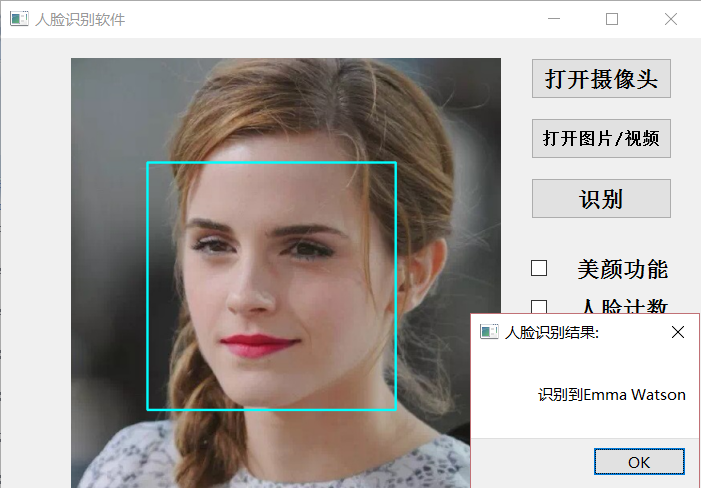 人脸识别软件
打开摄像头
打开图片/视频
识别
美颜功能
人脸计数
人脸识别结果:
识别到Emma Watson
OK